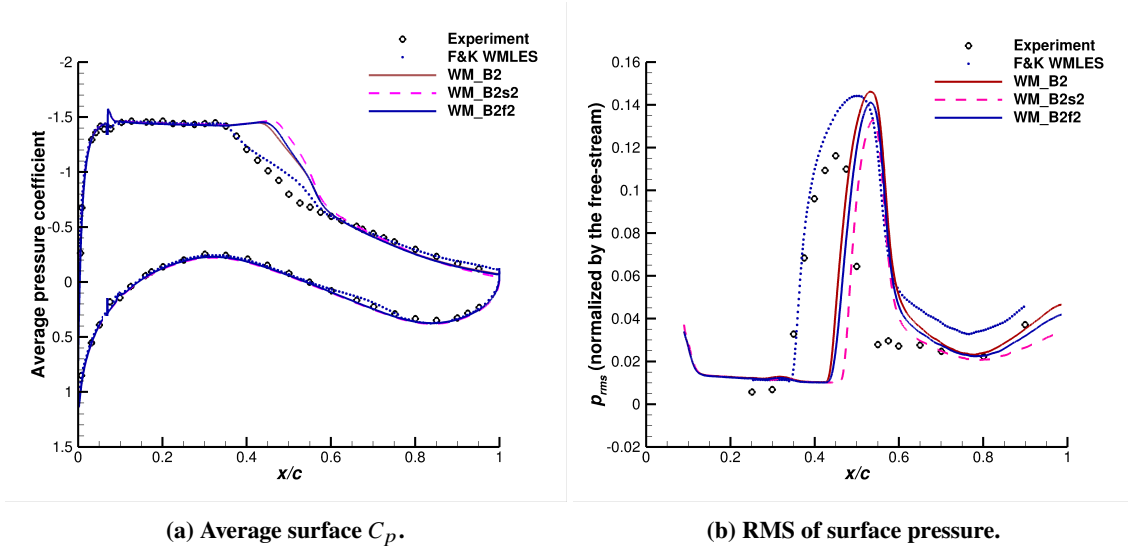 Experiment
F&K WMLES
WM_B2
WM_B2s2
WM_B2f2
-2
-1.5
-1
-0.5
0
0.5
1
1.5
Average pressure coefficient
0 0.2 0.4 0.6 0.8 1
x/c
(a) Average surface Cp.
Experiment
F&K WMLES
WM_B2
WM_B2s2
WM_B2f2
0.16
0.14
0.12
0.1
0.08
0.06
0.04
0.02
0
-0.02
prms (normalized by the free-stream)
0 0.2 0.4 0.6 0.8 1
x/c
(b) RMS of surface pressure.